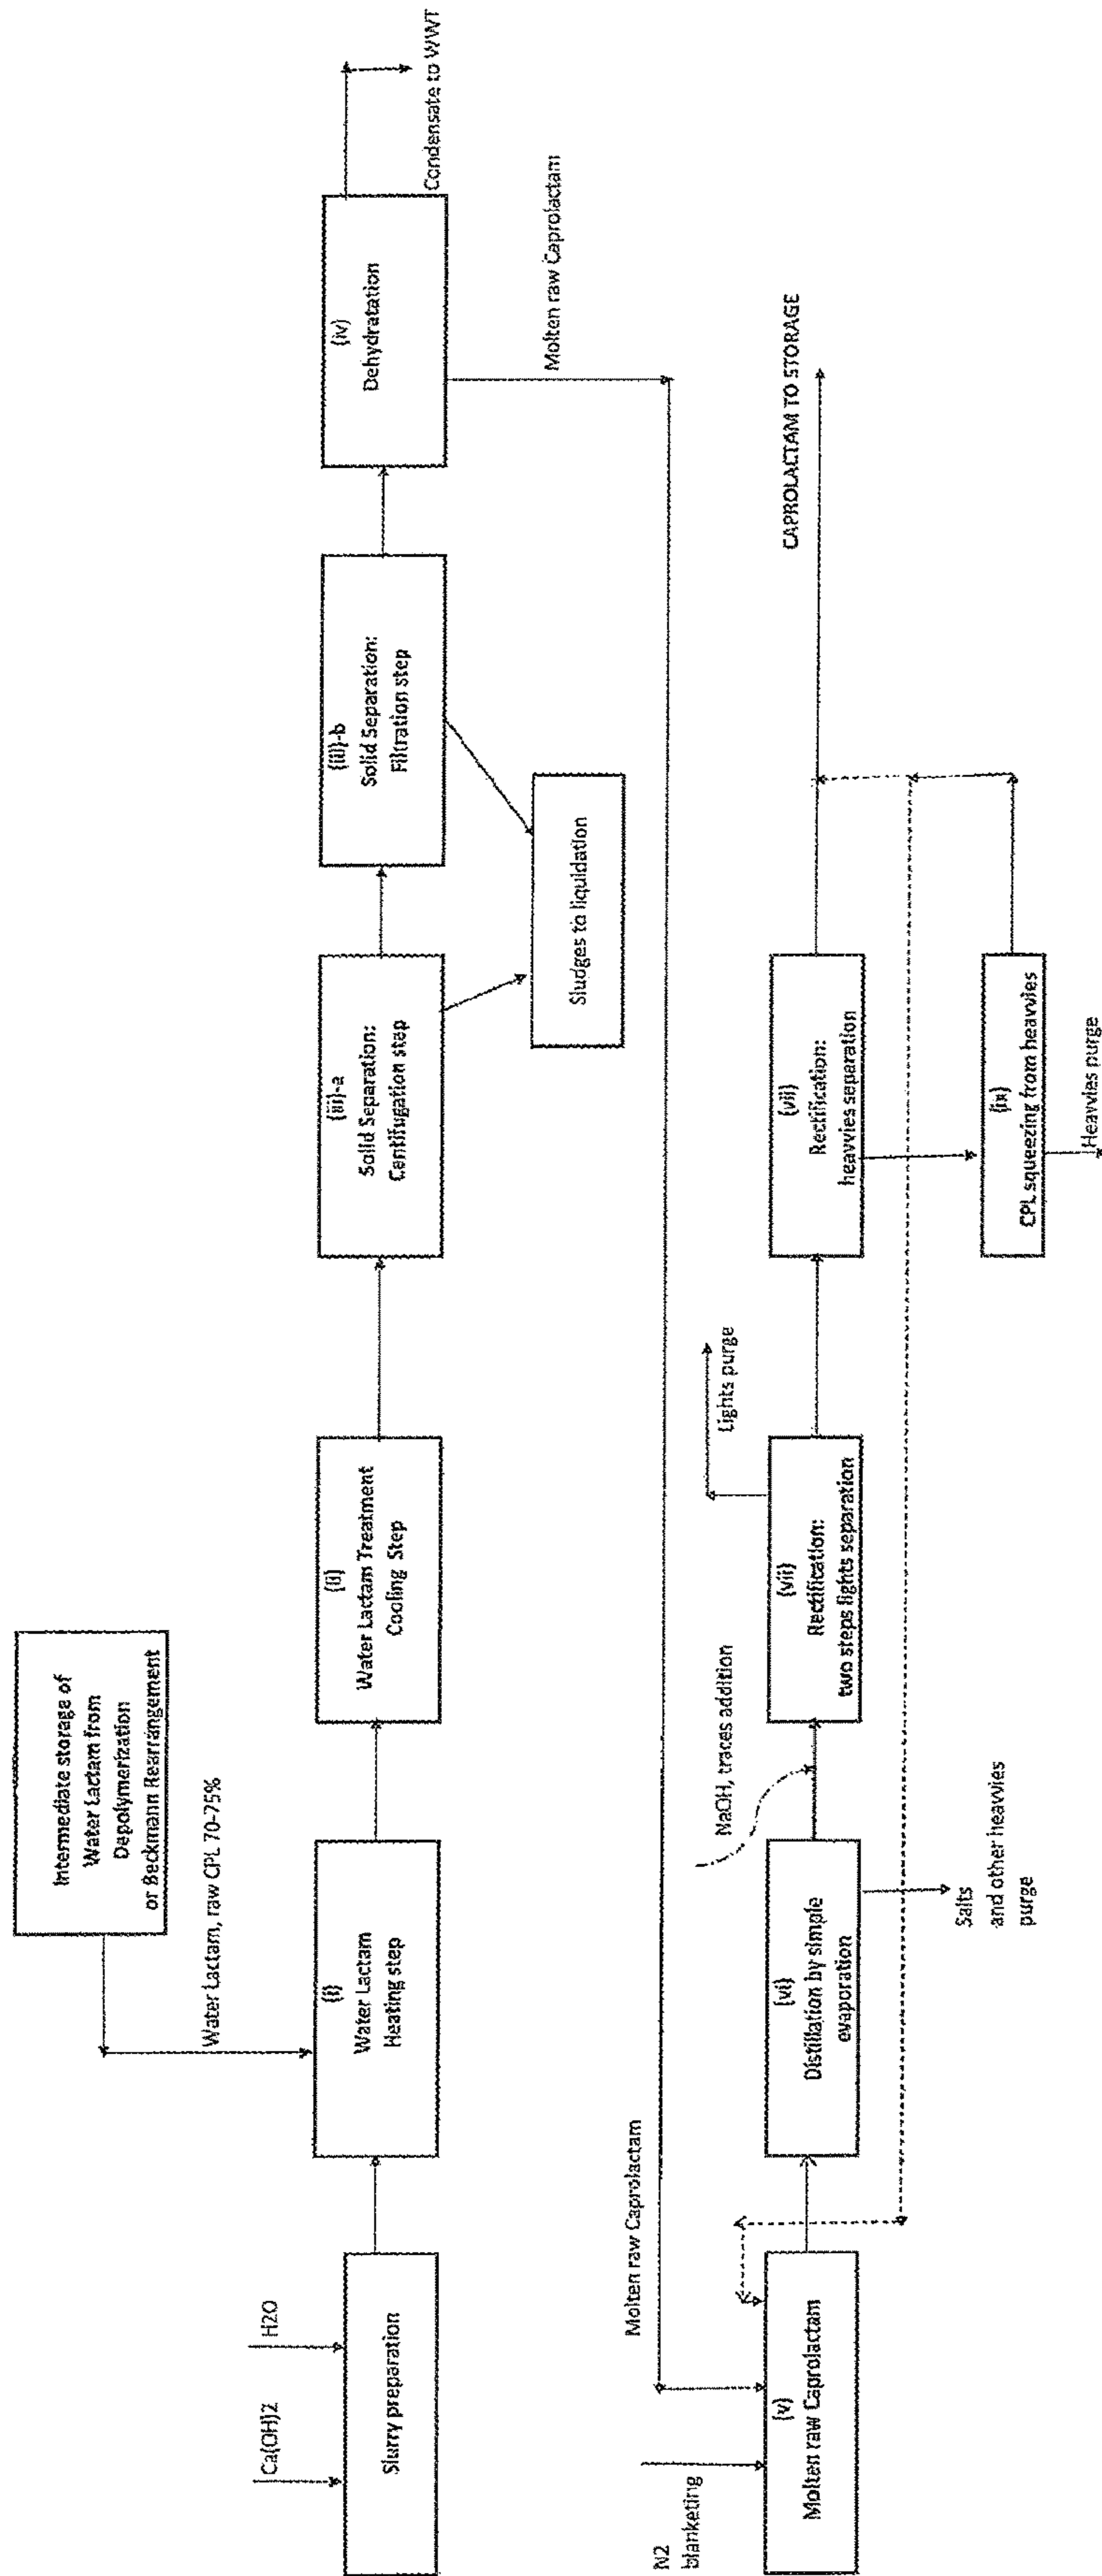 Intermediate storage of
Water Lactam from
Depolymerization
or Beckmann Rearrangement
Water Lactam, raw CPL 70-75%
Ca(OH)2
H2O
Slurry preparation
(i)
Water Lactam
Heating step
(ii)
Water Lactam Treatment
Cooling Step
(iii)-a
Solid Separation:
Centifugation step
(iii)-b
Solid Separation:
Filtration step
Sludges to liquidation
(iv)
Dehydratation
Condensate to WWT
Molten raw Caprolactam
Molten raw Caprolactam
N2
blanketing
(v)
Molten raw Caprolactam
(vi)
Distillation by simple
evaporation
Salts
and other heavvies
purge
NaOH, traces addition
(vii)
Rectification:
two steps lights separation
Lights purge
(vii)
Rectification:
heavvies separation
CAPROLACTAM TO STORAGE
(ix)
CPL squeezing from heavvies
Heavvies purge